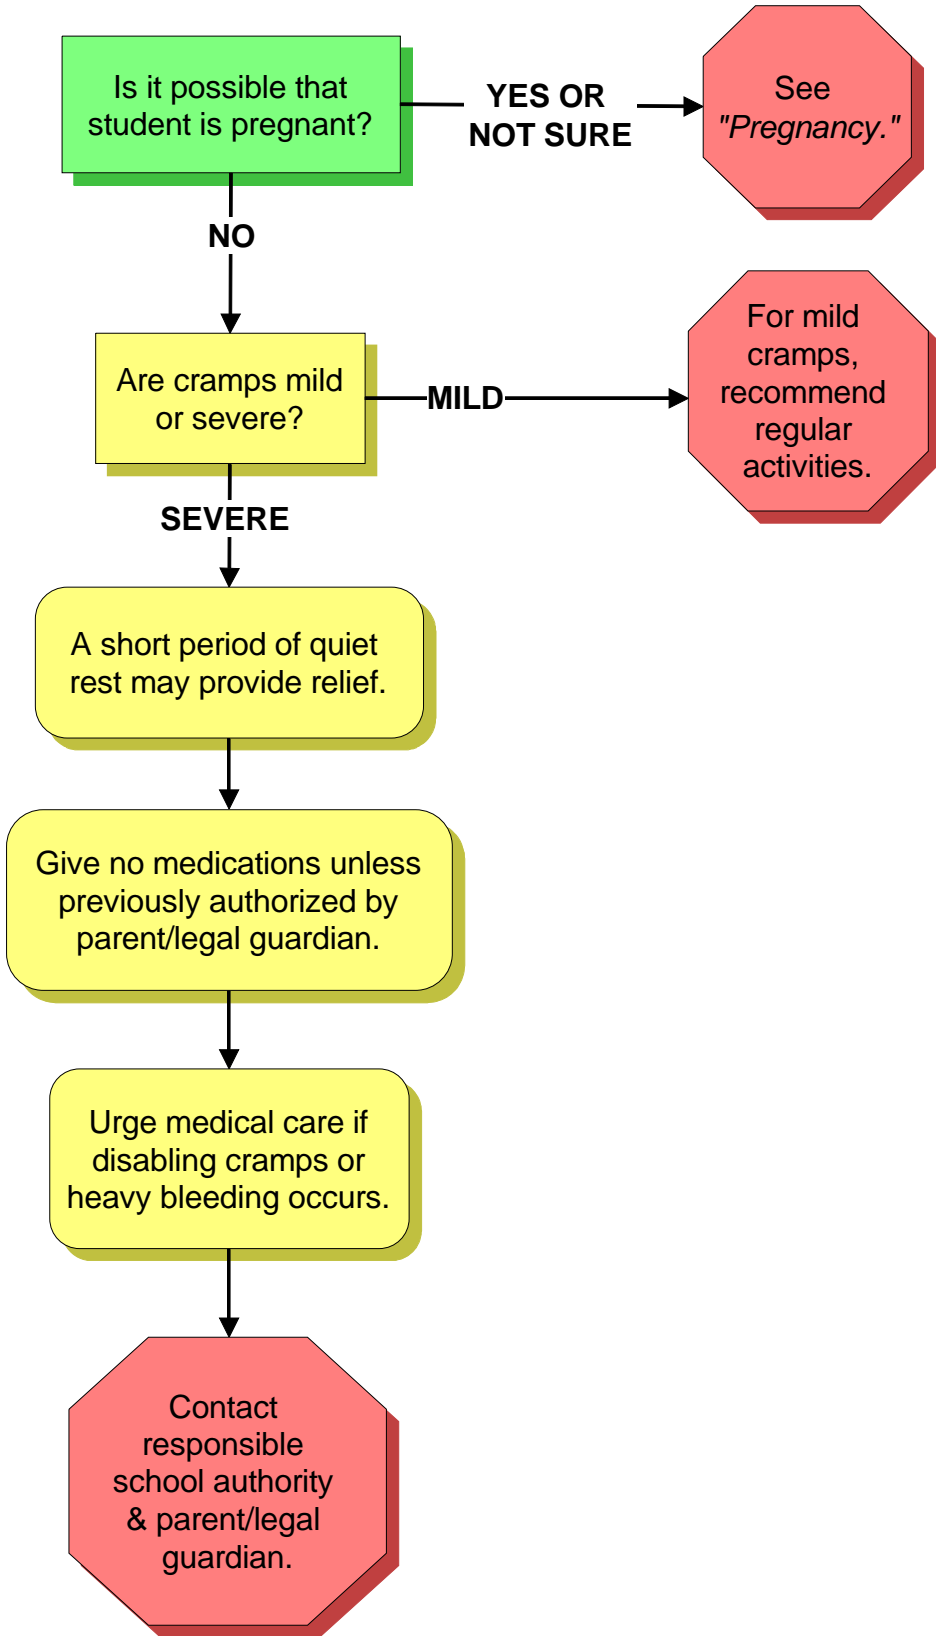 Is it possible that
student is pregnant?
YES OR
NOT SURE
See
"Pregnancy."
NO
Are cramps mild
or severe?
MILD
For mild
cramps,
recommend
regular
activities.
SEVERE
A short period of quiet
rest may provide relief.
Give no medications unless
previously authorized by
parent/legal guardian.
Urge medical care if
disabling cramps or
heavy bleeding occurs.
Contact
responsible
school authority
& parent/legal
guardian.